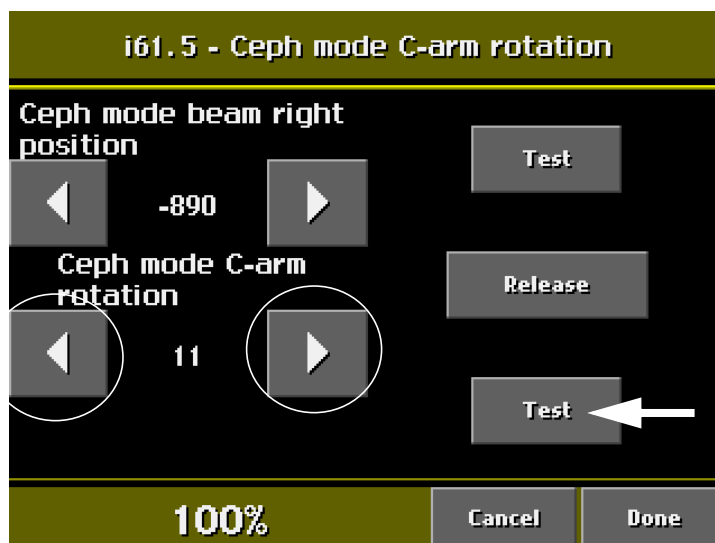 i61.5 - Ceph mode C-arm rotation
Ceph mode beam right
position
Test
-890
Ceph mode C-arm
rotation
Release
11
Test
100%
Cancel
Done